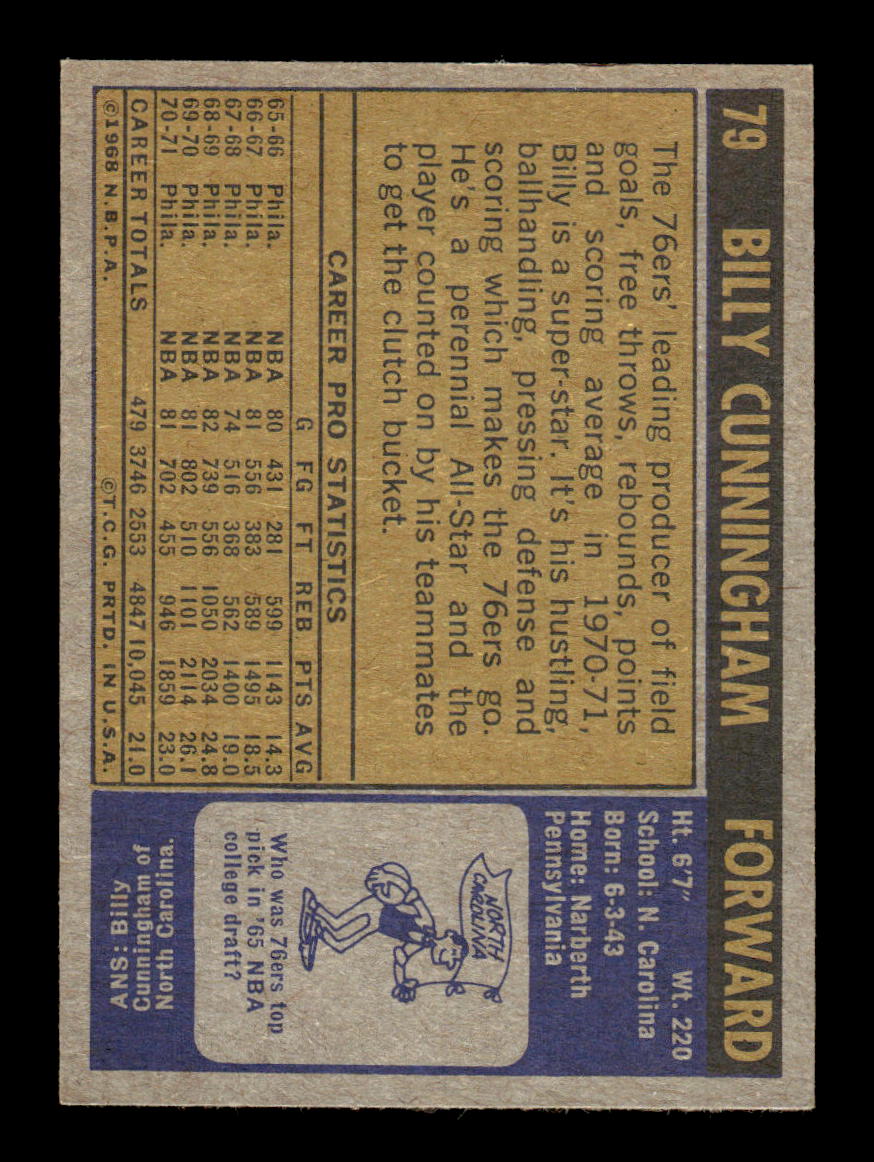 79 BILLY CUNNINGHAM FORWARD
The 76ers' leading producer of field
goals, free throws, rebounds, points
and scoring average in 1970-71,
Billy is a super-star. It's his hustling,
ballhandling, pressing defense and
scoring which makes the 76ers go.
He's a perennial All-Star and the
player counted on by his teammates
to get the clutch bucket.
CAREER PRO STATISTICS
G FG FT REB PTS AVG
65-66 Phila. NBA 80 431 281 599 1143 14.3
66-67 Phila. NBA 81 556 383 589 1495 18.5
67-68 Phila. NBA 74 516 368 562 1400 19.0
68-69 Phila. NBA 82 739 556 1050 2034 24.8
69-70 Phila. NBA 81 802 510 1101 2114 26.1
70-71 Phila. NBA 81 702 455 946 1859 23.0
CAREER TOTALS 479 3746 2553 4847 10,045 21.0
©1968 N.B.P.A. ©T.C.G. PRTD. IN U.S.A.
Ht. 6'7" Wt. 220
School: N. Carolina
Born: 6-3-43
Home: Narberth
Pennsylvania
NORTH
CAROLINA
Who was 76ers top
pick in '65 NBA
college draft?
ANS: Billy
Cunningham of
North Carolina.